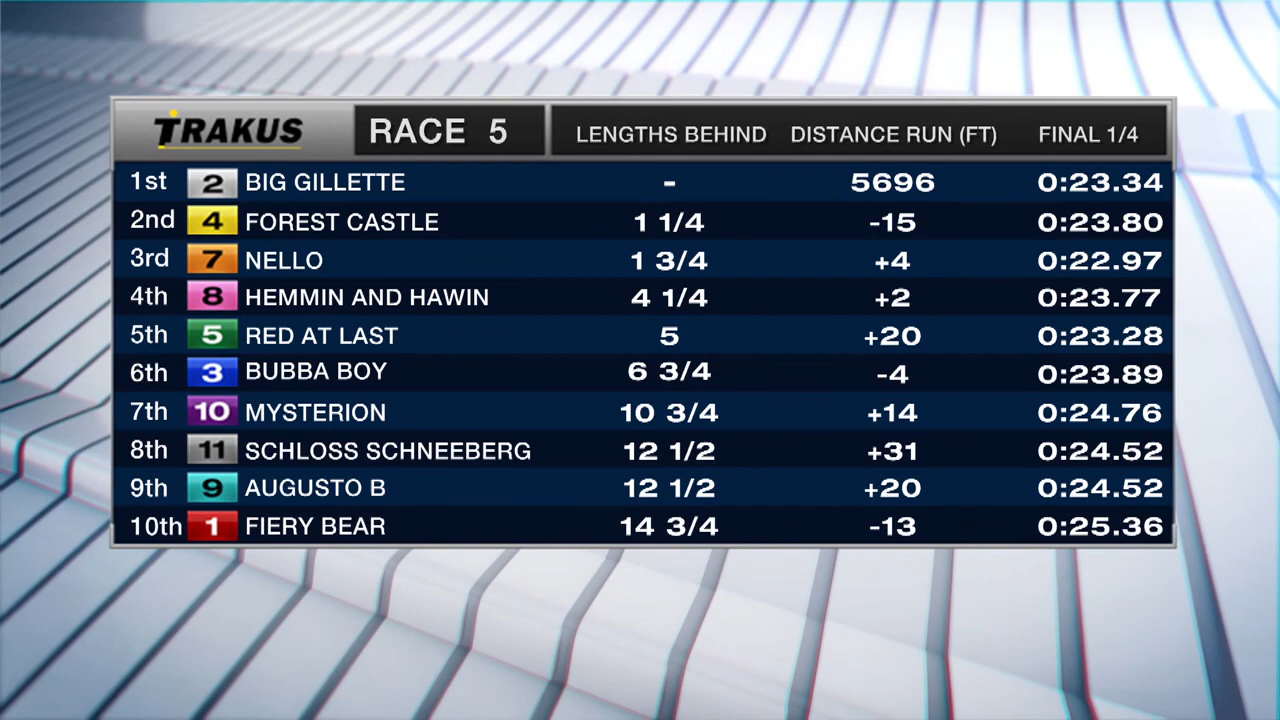 TRAKUS RACE 5 LENGTHS BEHIND DISTANCE RUN (FT) FINAL 1/4
1st 2 BIG GILLETTE - 5696 0:23.34
2nd 4 FOREST CASTLE 1 1/4 -15 0:23.80
3rd 7 NELLO 1 3/4 +4 0:22.97
4th 8 HEMMIN AND HAWIN 4 1/4 +2 0:23.77
5th 5 RED AT LAST 5 +20 0:23.28
6th 3 BUBBA BOY 6 3/4 -4 0:23.89
7th 10 MYSTERION 10 3/4 +14 0:24.76
8th 11 SCHLOSS SCHNEEBERG 12 1/2 +31 0:24.52
9th 9 AUGUSTO B 12 1/2 +20 0:24.52
10th 1 FIERY BEAR 14 3/4 -13 0:25.36